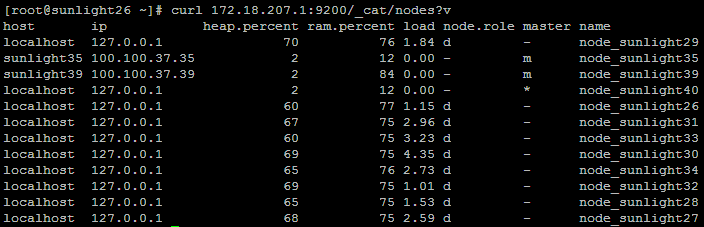 [root@sunlight26 ~]# curl 172.18.207.1:9200/_cat/nodes?v
host       ip            heap.percent ram.percent load node.role master name
localhost  127.0.0.1               70          76 1.84 d         -      node_sunlight29
sunlight35 100.100.37.35            2          12 0.00 -         m      node_sunlight35
sunlight39 100.100.37.39            2          84 0.00 -         m      node_sunlight39
localhost  127.0.0.1                2          12 0.00 -         *      node_sunlight40
localhost  127.0.0.1               60          77 1.15 d         -      node_sunlight26
localhost  127.0.0.1               67          75 2.96 d         -      node_sunlight31
localhost  127.0.0.1               60          75 3.23 d         -      node_sunlight33
localhost  127.0.0.1               69          75 4.35 d         -      node_sunlight30
localhost  127.0.0.1               65          76 2.73 d         -      node_sunlight34
localhost  127.0.0.1               69          75 1.01 d         -      node_sunlight32
localhost  127.0.0.1               65          75 1.53 d         -      node_sunlight28
localhost  127.0.0.1               68          75 2.59 d         -      node_sunlight27